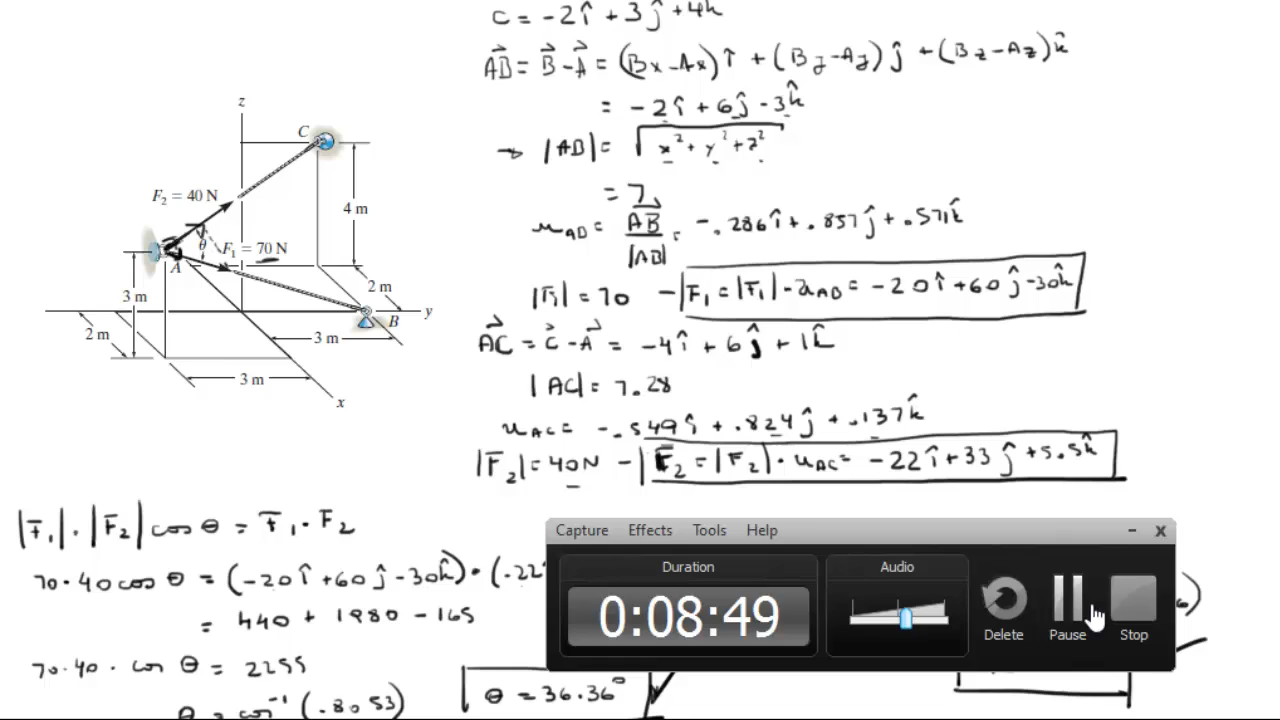 C = -2î + 3ĵ + 4k
AB = B - A = (Bx - Ax)î + (By - Ay)ĵ + (Bz - Az)k̂
= -2î + 6ĵ - 3k̂
→ |AB| = √x² + y² + z²
= 7
u_AB = AB/|AB| = -.286î + .857ĵ + .571k̂
|F₁| = 70 - F₁ = |F₁| · u_AB = -20î + 60ĵ - 30k̂
AC = C - A = -4î + 6ĵ + 1k̂
|AC| = 7.28
u_AC = -.549î + .824ĵ + .137k̂
|F₂| = 40N - F₂ = |F₂| · u_AC = -22î + 33ĵ + 5.5k̂
z
C
F₂ = 40 N
4 m
θ
F₁ = 70 N
A
3 m
2 m
B
y
2 m
3 m
3 m
x
|F₁| · |F₂| cos θ = F₁ · F₂
70·40 cos θ = (-20î + 60ĵ - 30k̂) · (-22î
= 440 + 1980 - 165
70·40 · cos θ = 2255
θ = cos⁻¹ (.8053)
θ = 36.36°
Capture Effects Tools Help
Duration
0:08:49
Audio
Delete
Pause
Stop